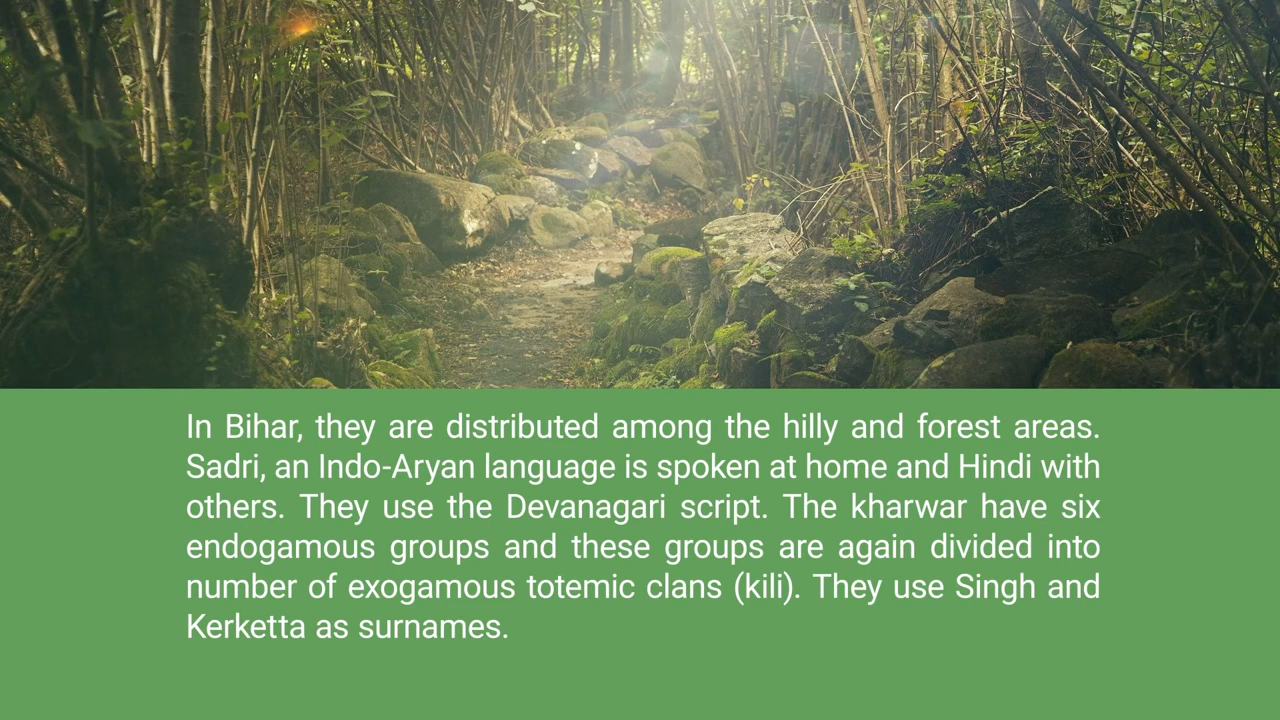 In Bihar, they are distributed among the hilly and forest areas.
Sadri, an Indo-Aryan language is spoken at home and Hindi with
others. They use the Devanagari script. The kharwar have six
endogamous groups and these groups are again divided into
number of exogamous totemic clans (kili). They use Singh and
Kerketta as surnames.